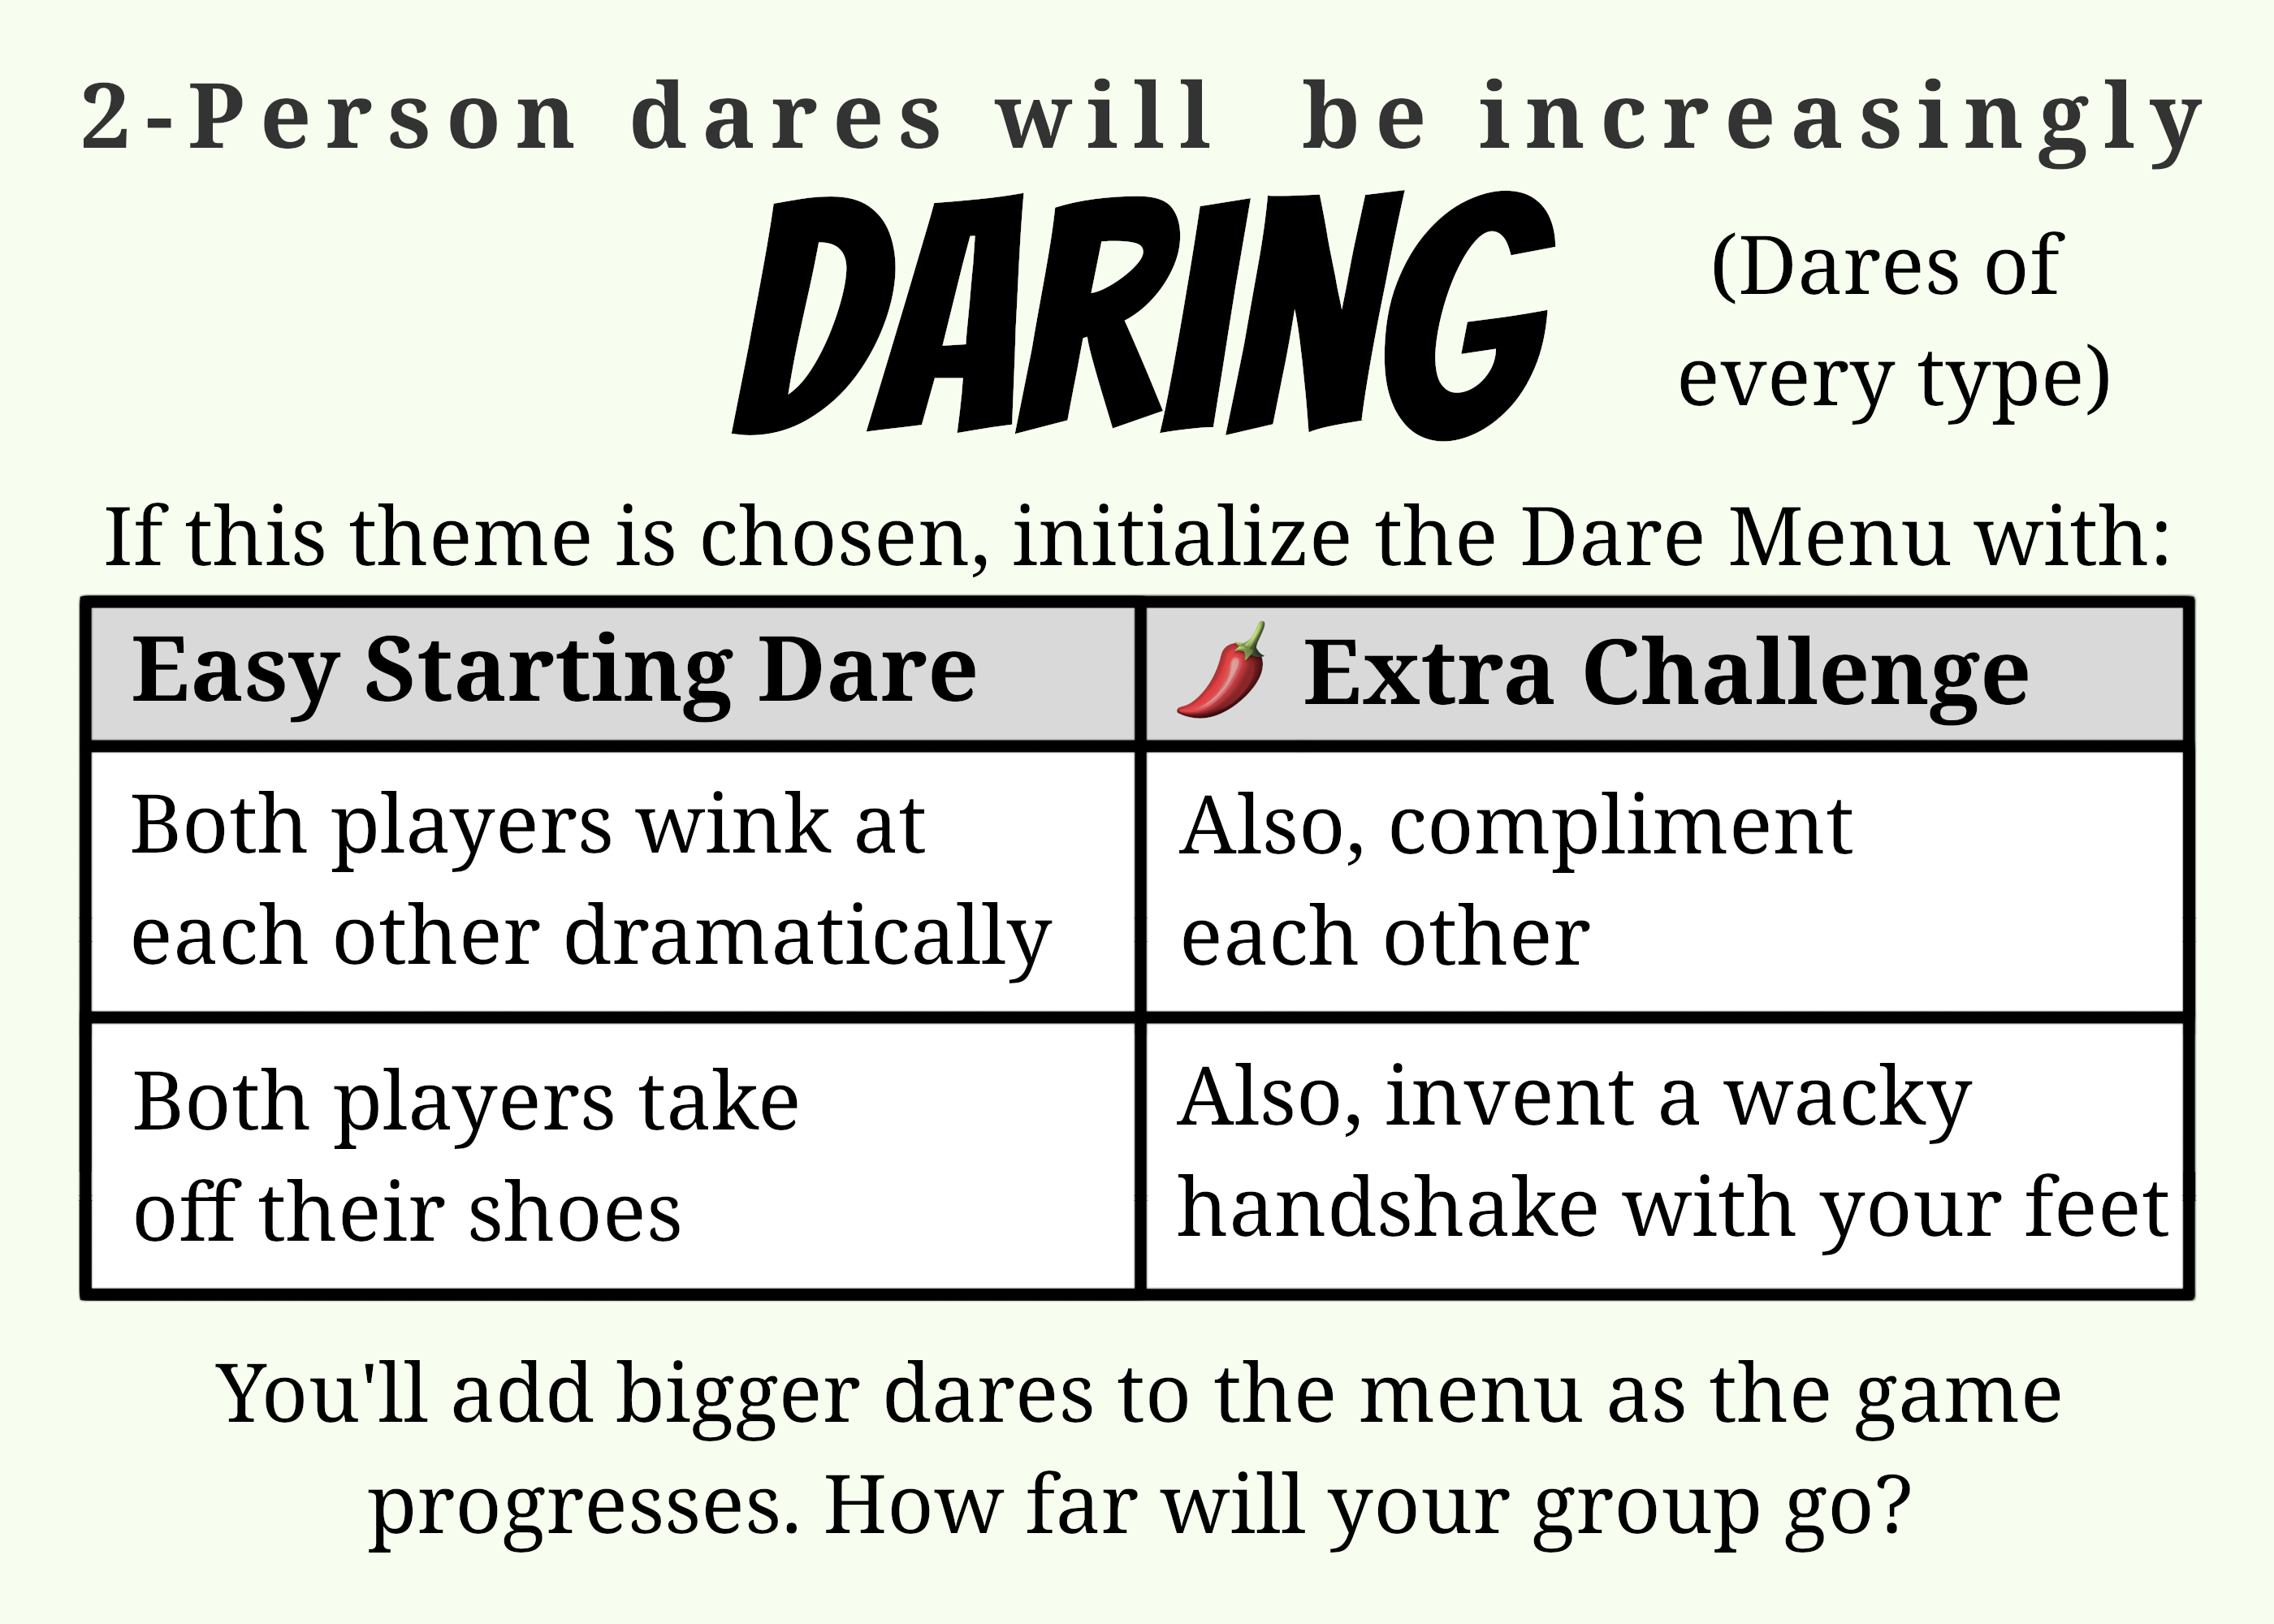 2-Person dares will be increasingly
DARING
(Dares of
every type)
If this theme is chosen, initialize the Dare Menu with:
Easy Starting Dare
🌶️ Extra Challenge
Both players wink at
each other dramatically
Also, compliment
each other
Both players take
off their shoes
Also, invent a wacky
handshake with your feet
You'll add bigger dares to the menu as the game
progresses. How far will your group go?